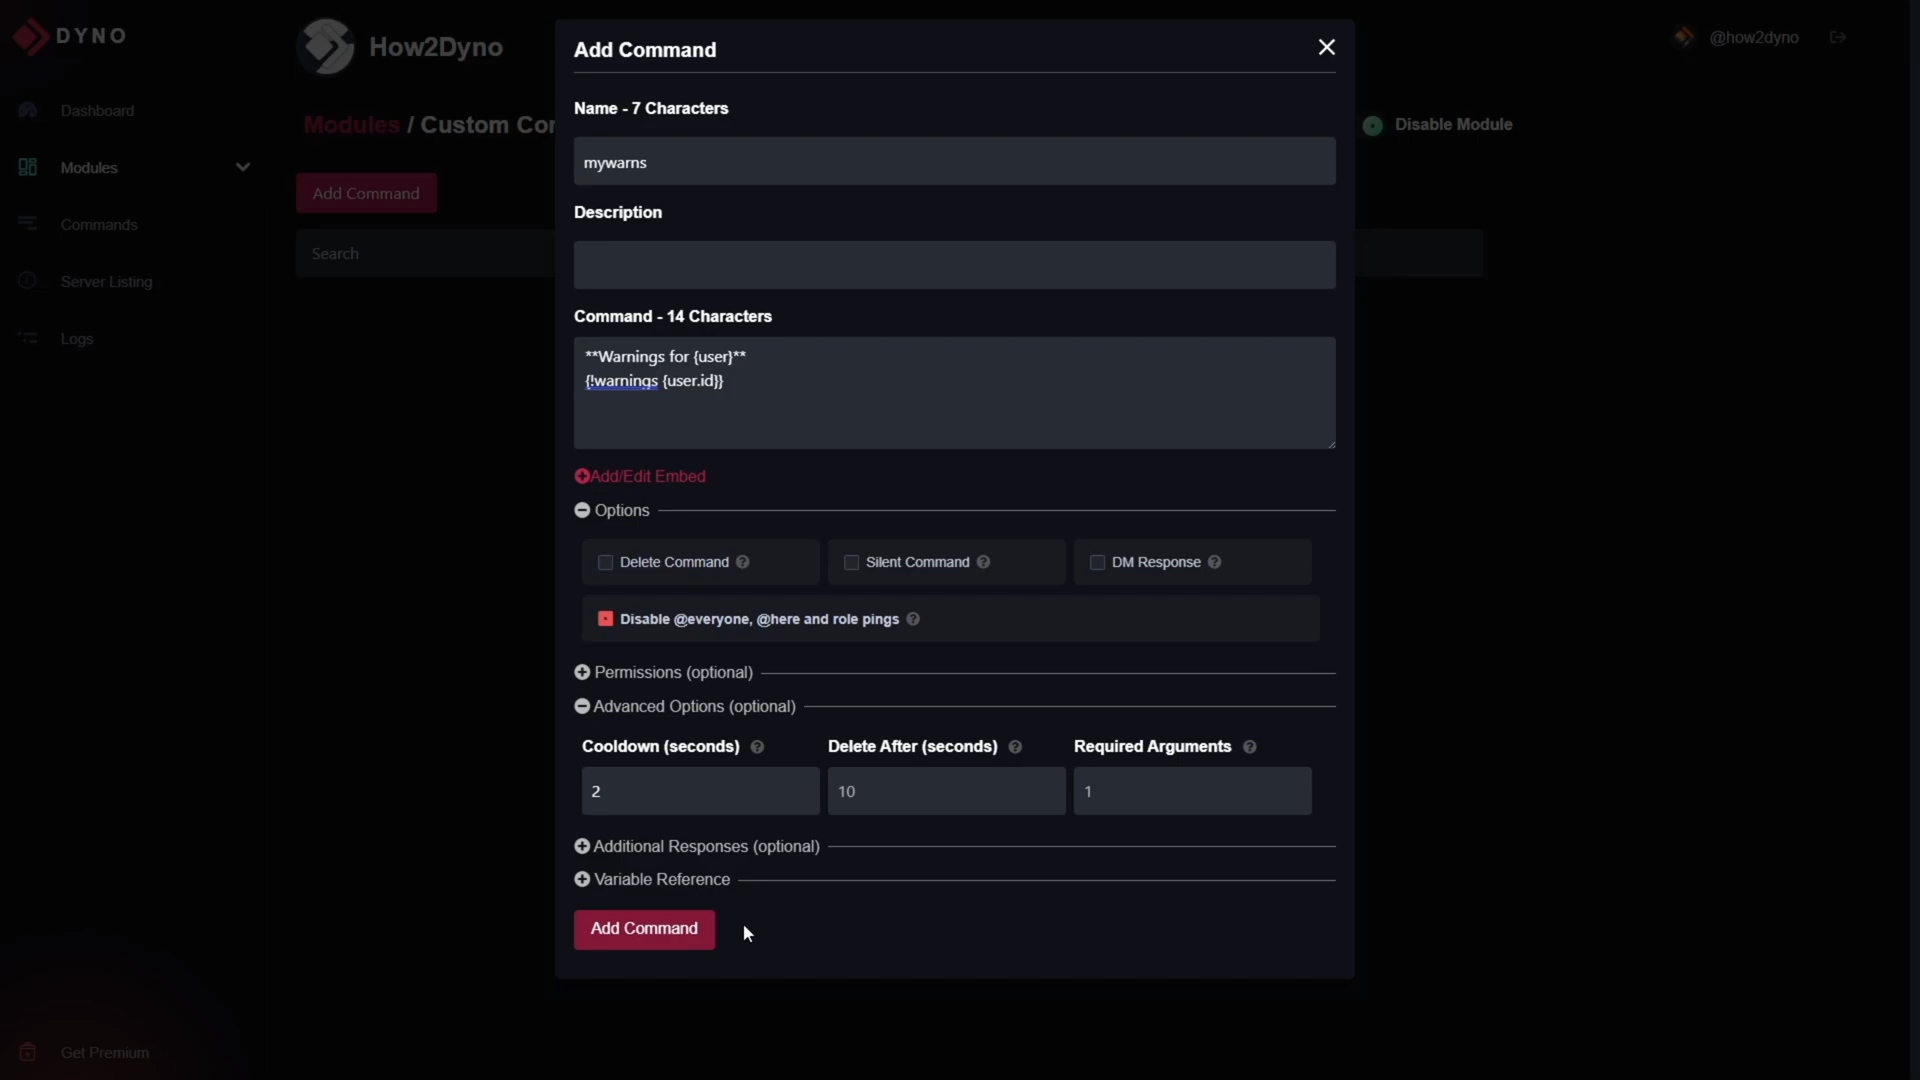 DYNO
How2Dyno
@how2dyno
Dashboard
Modules
Commands
Server Listing
Logs
Get Premium
Modules / Custom Con
Disable Module
Add Command
Search
Add Command
Name - 7 Characters
mywarns
Description
Command - 14 Characters
**Warnings for {user}**
{!warnings {user.id}}
Add/Edit Embed
Options
Delete Command ?
Silent Command ?
DM Response ?
Disable @everyone, @here and role pings ?
Permissions (optional)
Advanced Options (optional)
Cooldown (seconds) ?
Delete After (seconds) ?
Required Arguments ?
2
10
1
Additional Responses (optional)
Variable Reference
Add Command